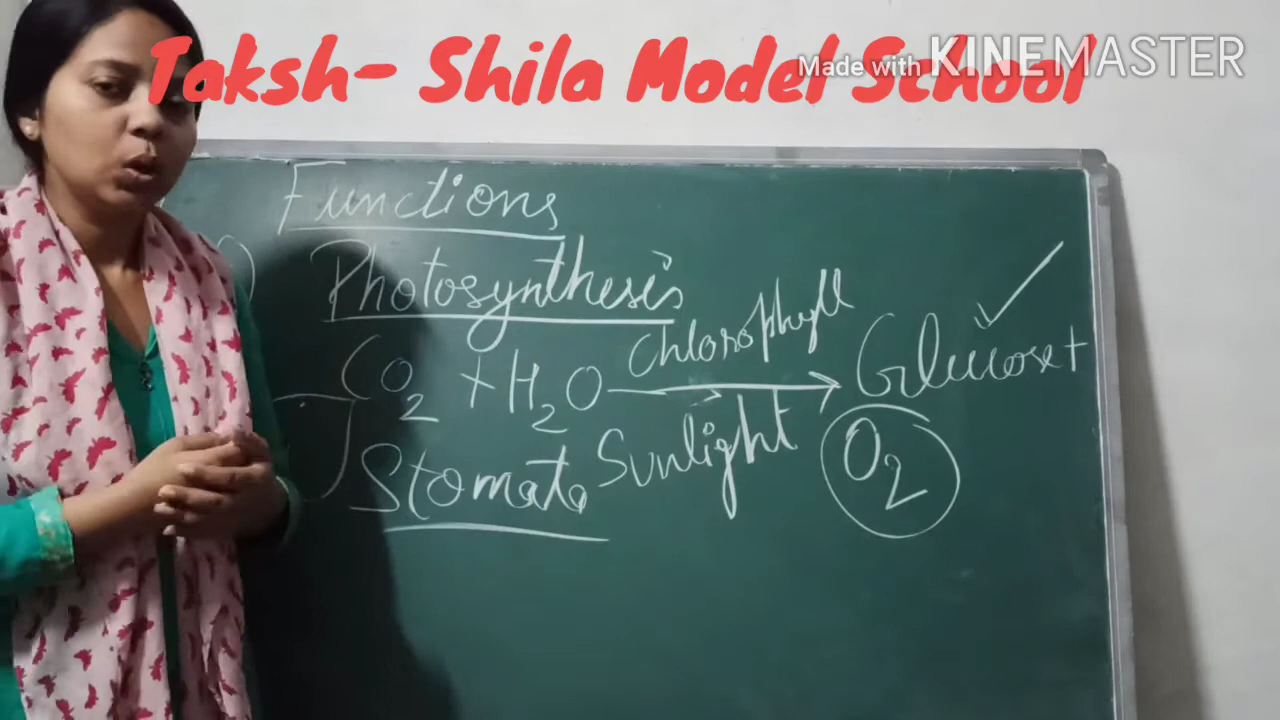 Taksh- Shila Model School
Made with KINEMASTER
Functions
Photosynthesis
CO2 + H2O Chlorophyll Sunlight Glucose +
O2
Stomata